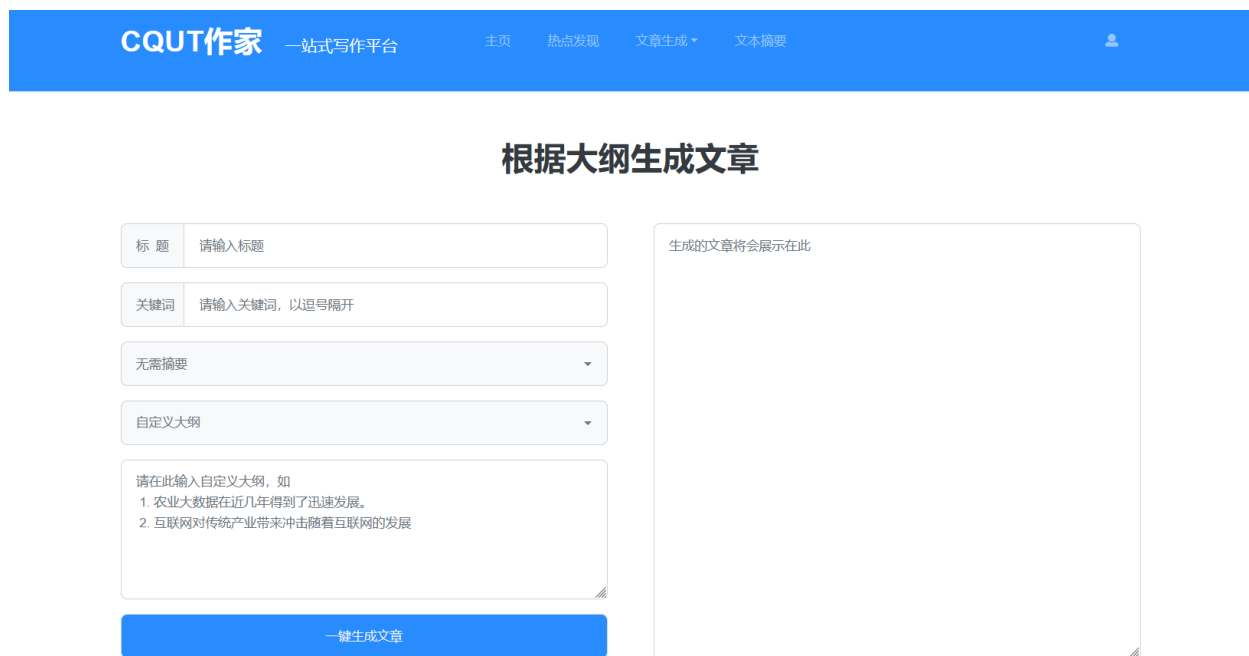 CQUT作家 一站式写作平台 主页 热点发现 文章生成 文本摘要
根据大纲生成文章
标 题 请输入标题
关键词 请输入关键词，以逗号隔开
无需摘要
自定义大纲
请在此输入自定义大纲，如
1. 农业大数据在近几年得到了迅速发展。
2. 互联网对传统产业带来冲击随着互联网的发展
一键生成文章
生成的文章将会展示在此